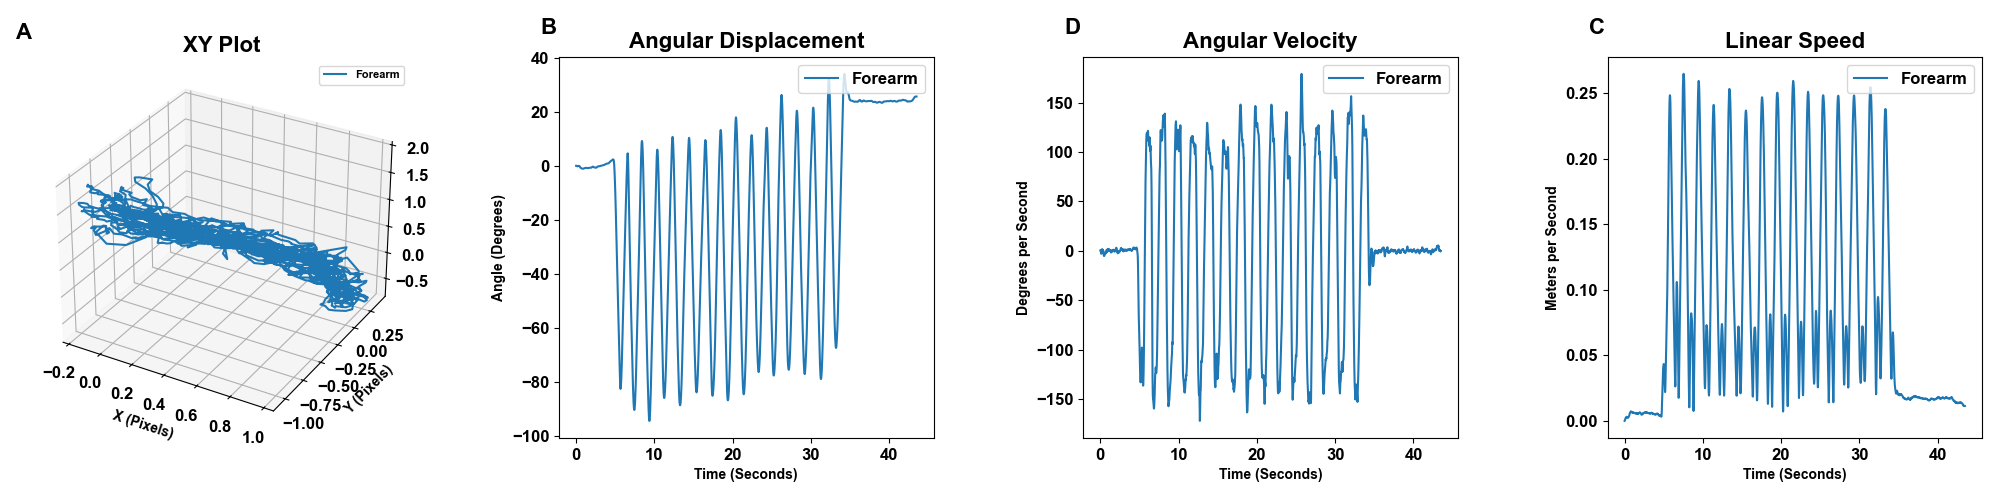 A
XY Plot
Forearm
2.0
1.5
1.0
0.5
0.0
−0.5
0.25
0.00
−0.25
−0.50
−0.75
−1.00
Y (Pixels)
−0.2
0.0
0.2
0.4
0.6
0.8
1.0
X (Pixels)
B
Angular Displacement
Forearm
40
20
0
−20
−40
−60
−80
−100
Angle (Degrees)
0 10 20 30 40
Time (Seconds)
D
Angular Velocity
Forearm
150
100
50
0
−50
−100
−150
Degrees per Second
0 10 20 30 40
Time (Seconds)
C
Linear Speed
Forearm
0.25
0.20
0.15
0.10
0.05
0.00
Meters per Second
0 10 20 30 40
Time (Seconds)